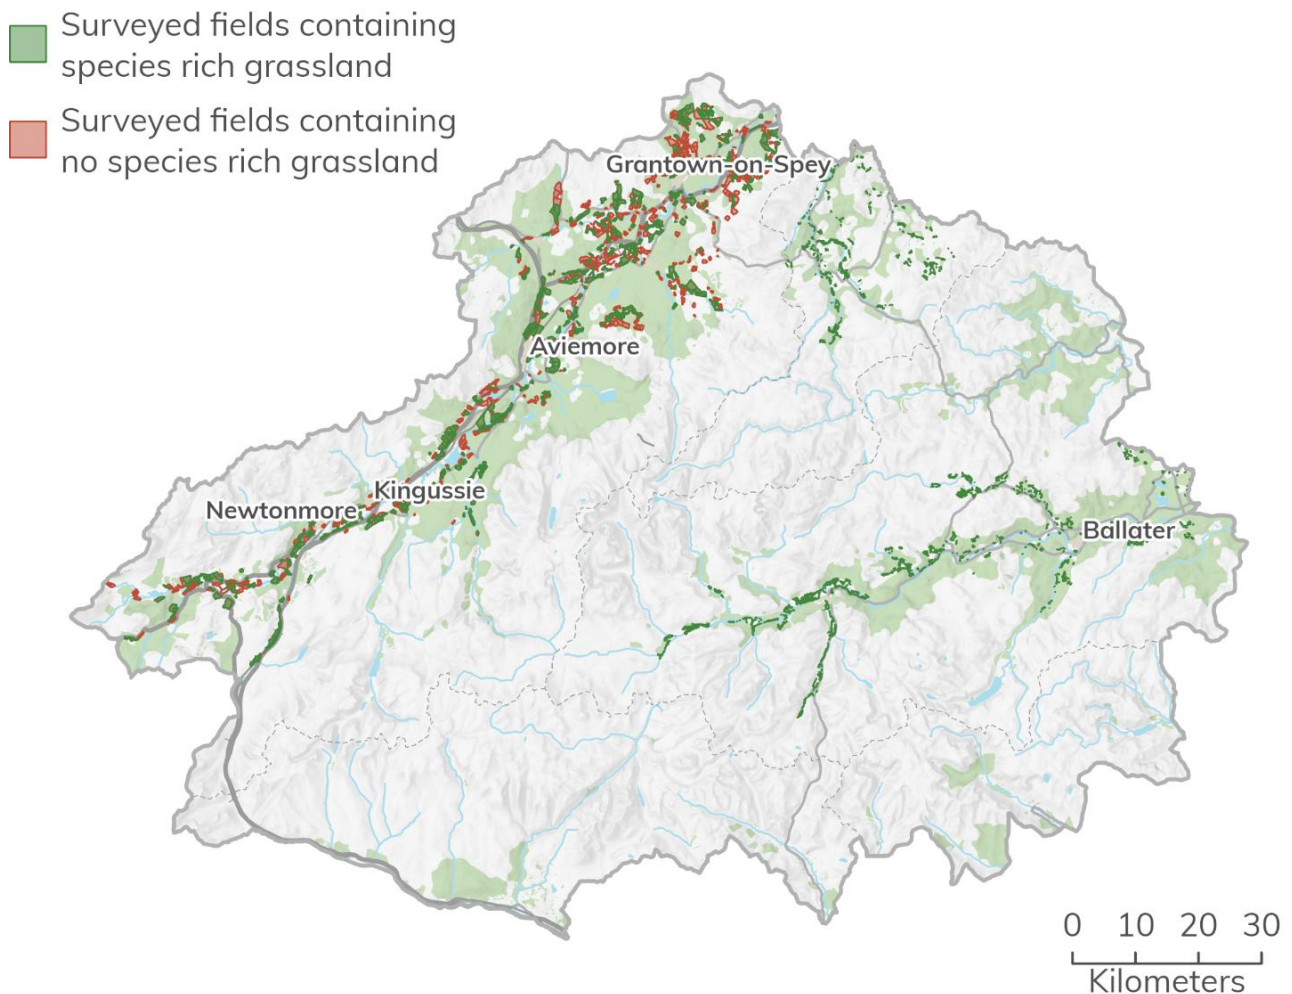 Surveyed fields containing
species rich grassland
Surveyed fields containing
no species rich grassland
Grantown-on-Spey
Aviemore
Kingussie
Newtonmore
Ballater
0 10 20 30
Kilometers